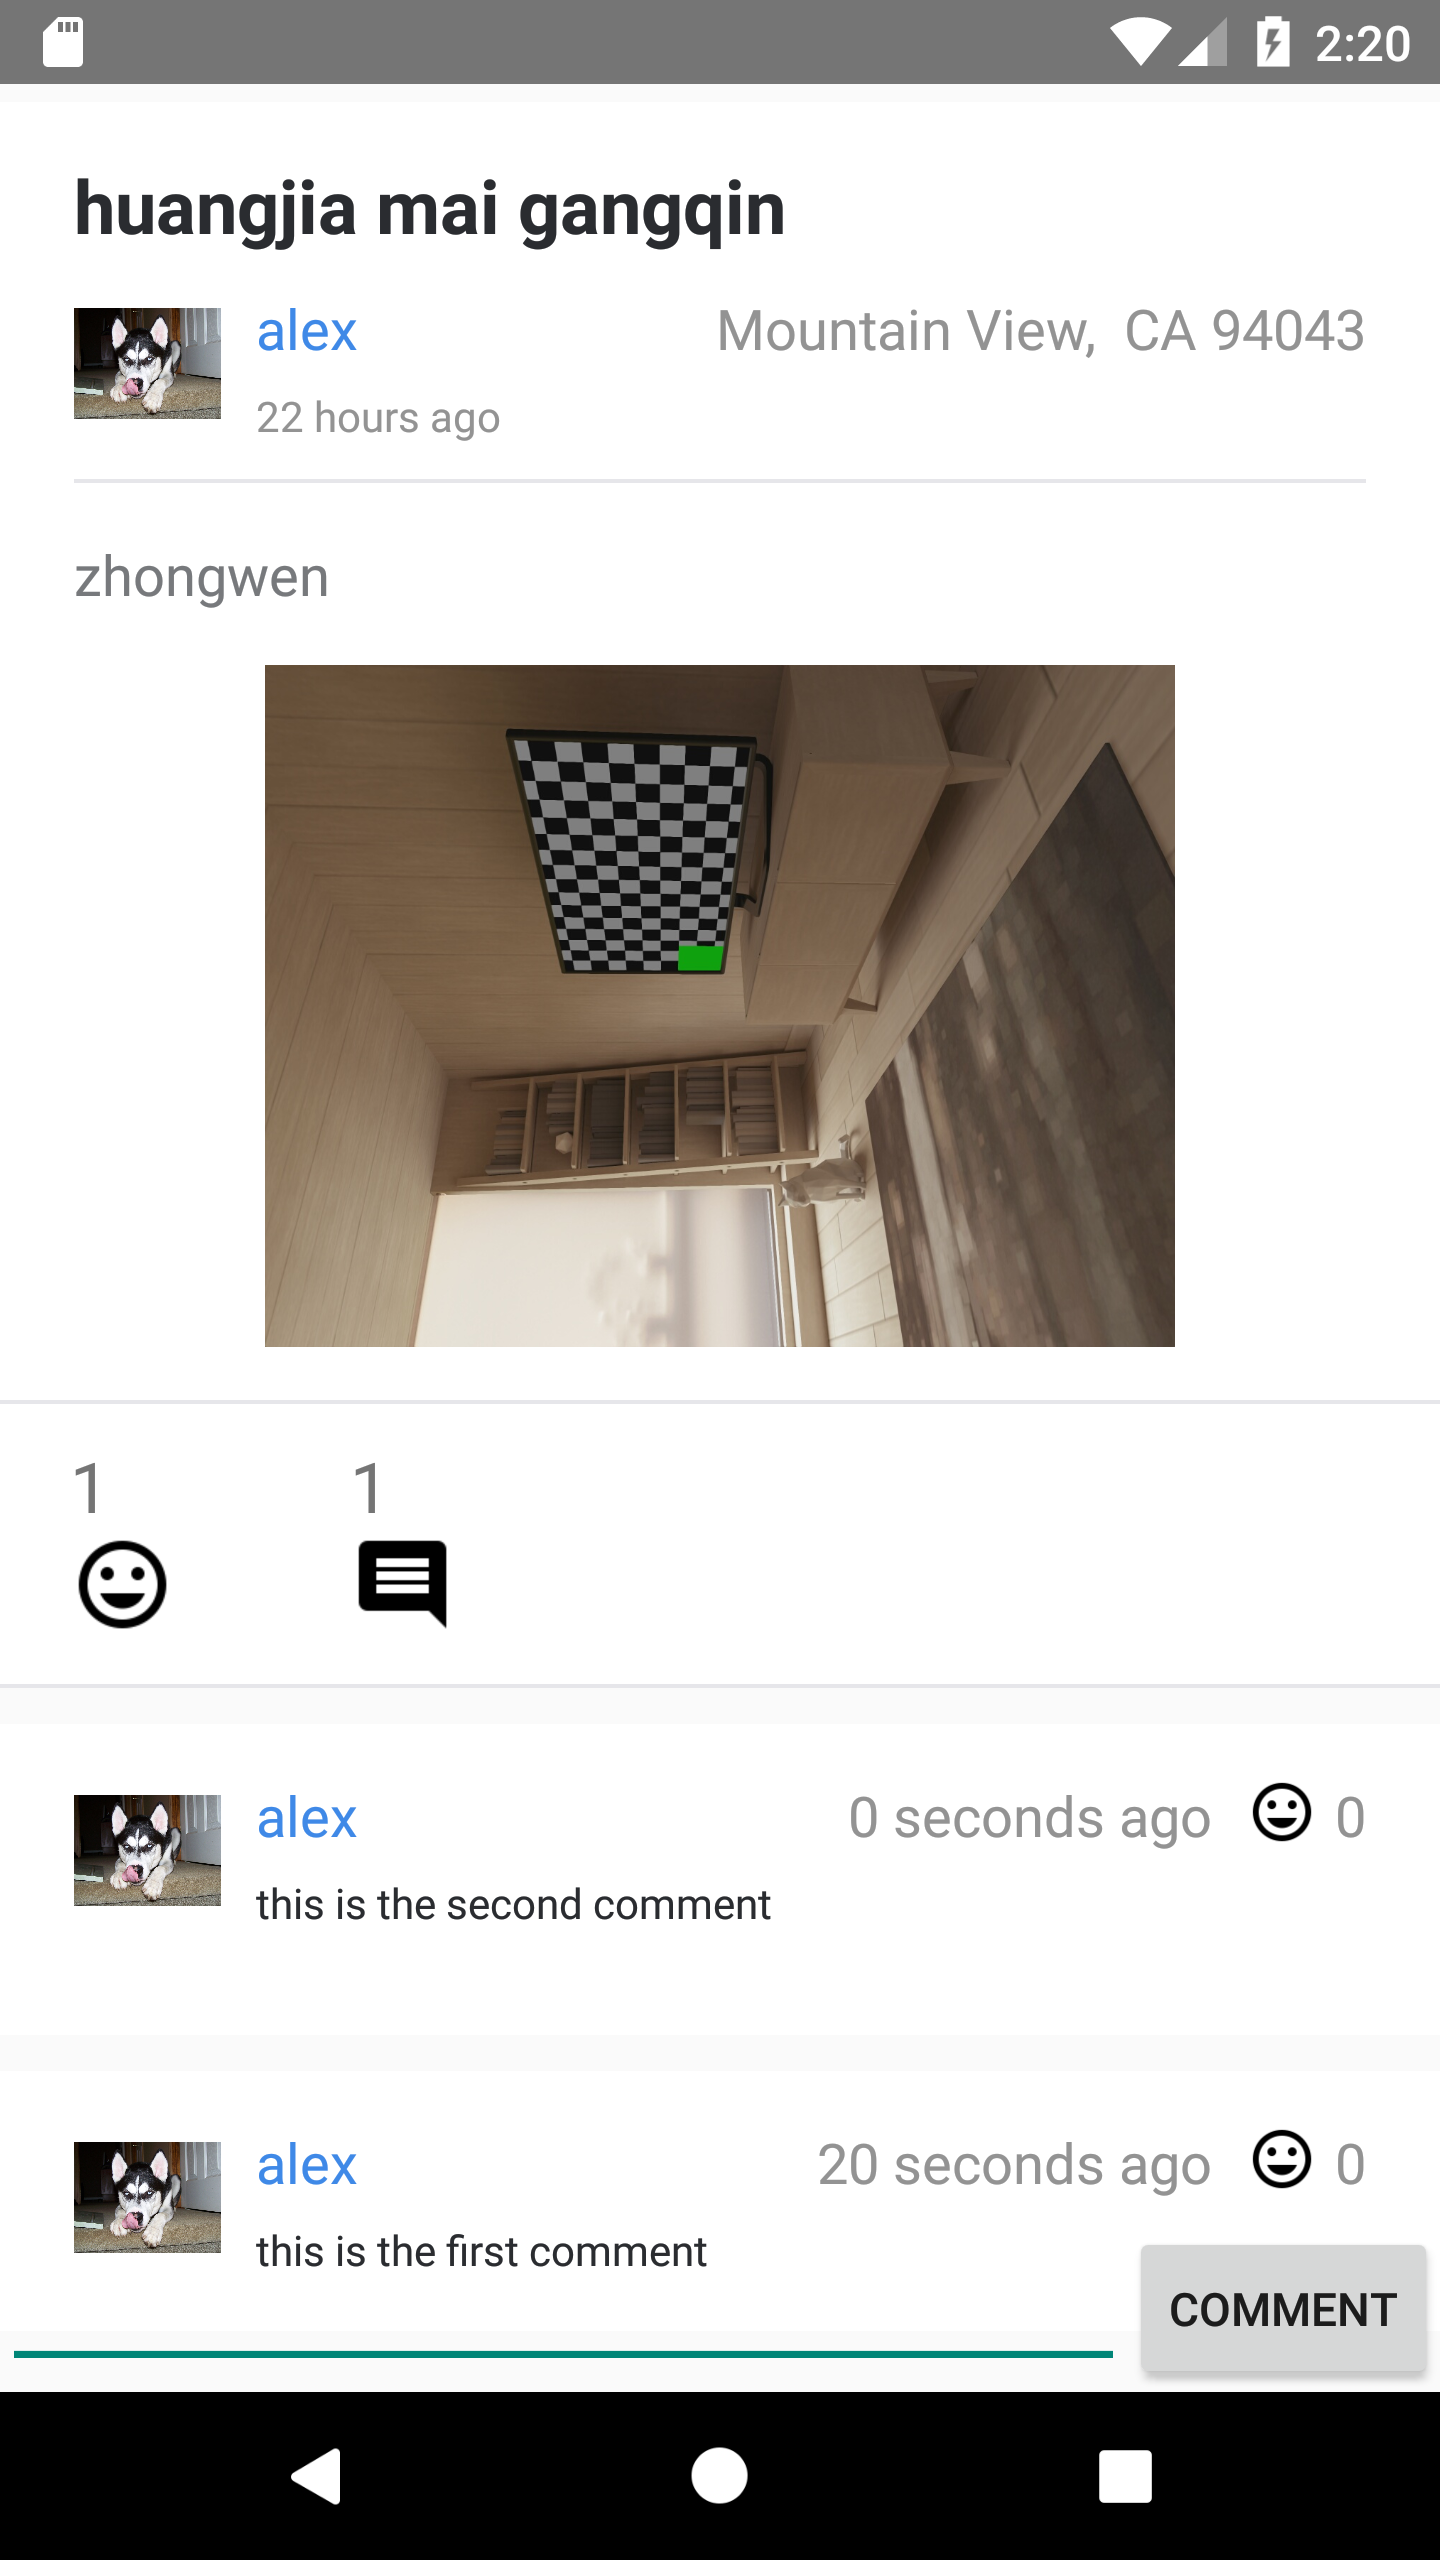 2:20
huangjia mai gangqin
alex
Mountain View,  CA 94043
22 hours ago
zhongwen
1
1
alex
0 seconds ago
0
this is the second comment
alex
20 seconds ago
0
this is the first comment
COMMENT